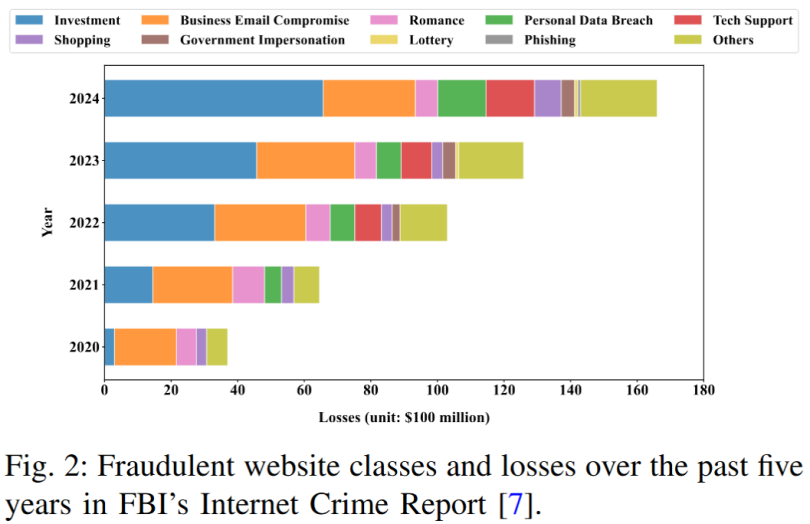 Investment Business Email Compromise Romance Personal Data Breach Tech Support
Shopping Government Impersonation Lottery Phishing Others
2024
2023
2022
2021
2020
Year
0 20 40 60 80 100 120 140 160 180
Losses (unit: $100 million)
Fig. 2: Fraudulent website classes and losses over the past five
years in FBI's Internet Crime Report [7].